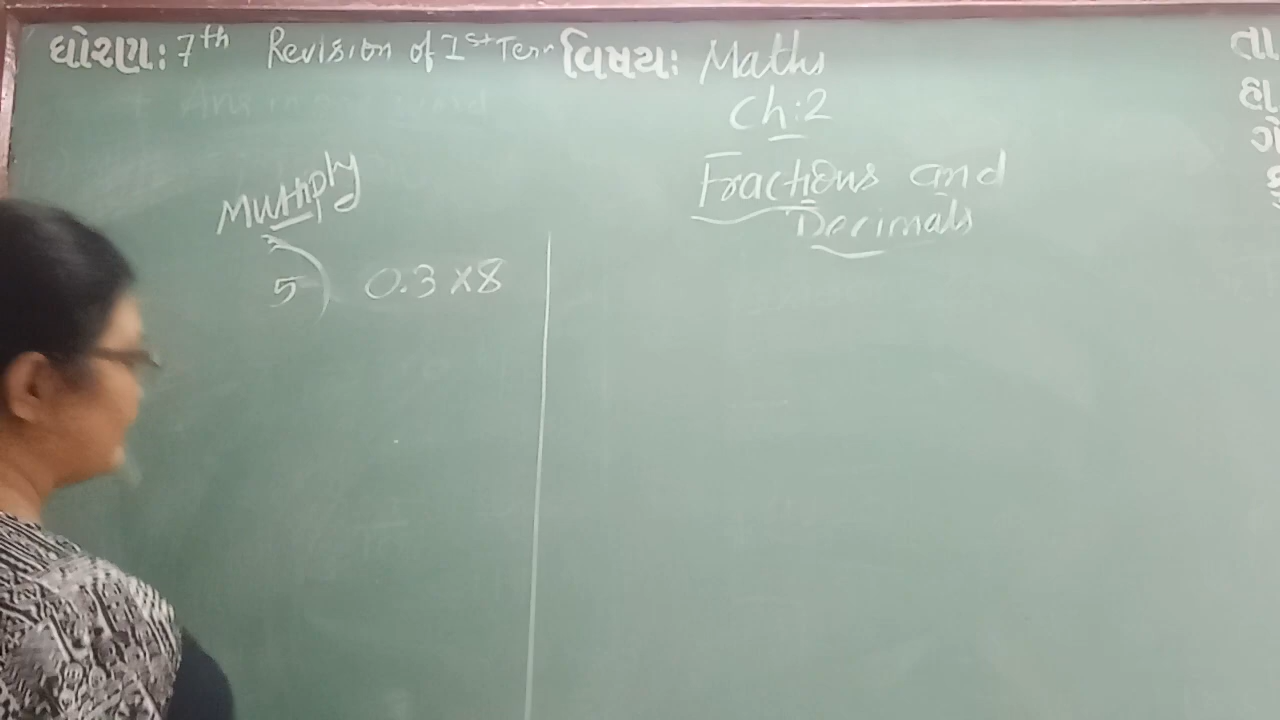 ધોરણ: 7th Revision of 1st Term વિષય: Maths
Ch:2
Fractions and
Decimals
Multiply
5) 0.3 x 8
તા
હા
ગે